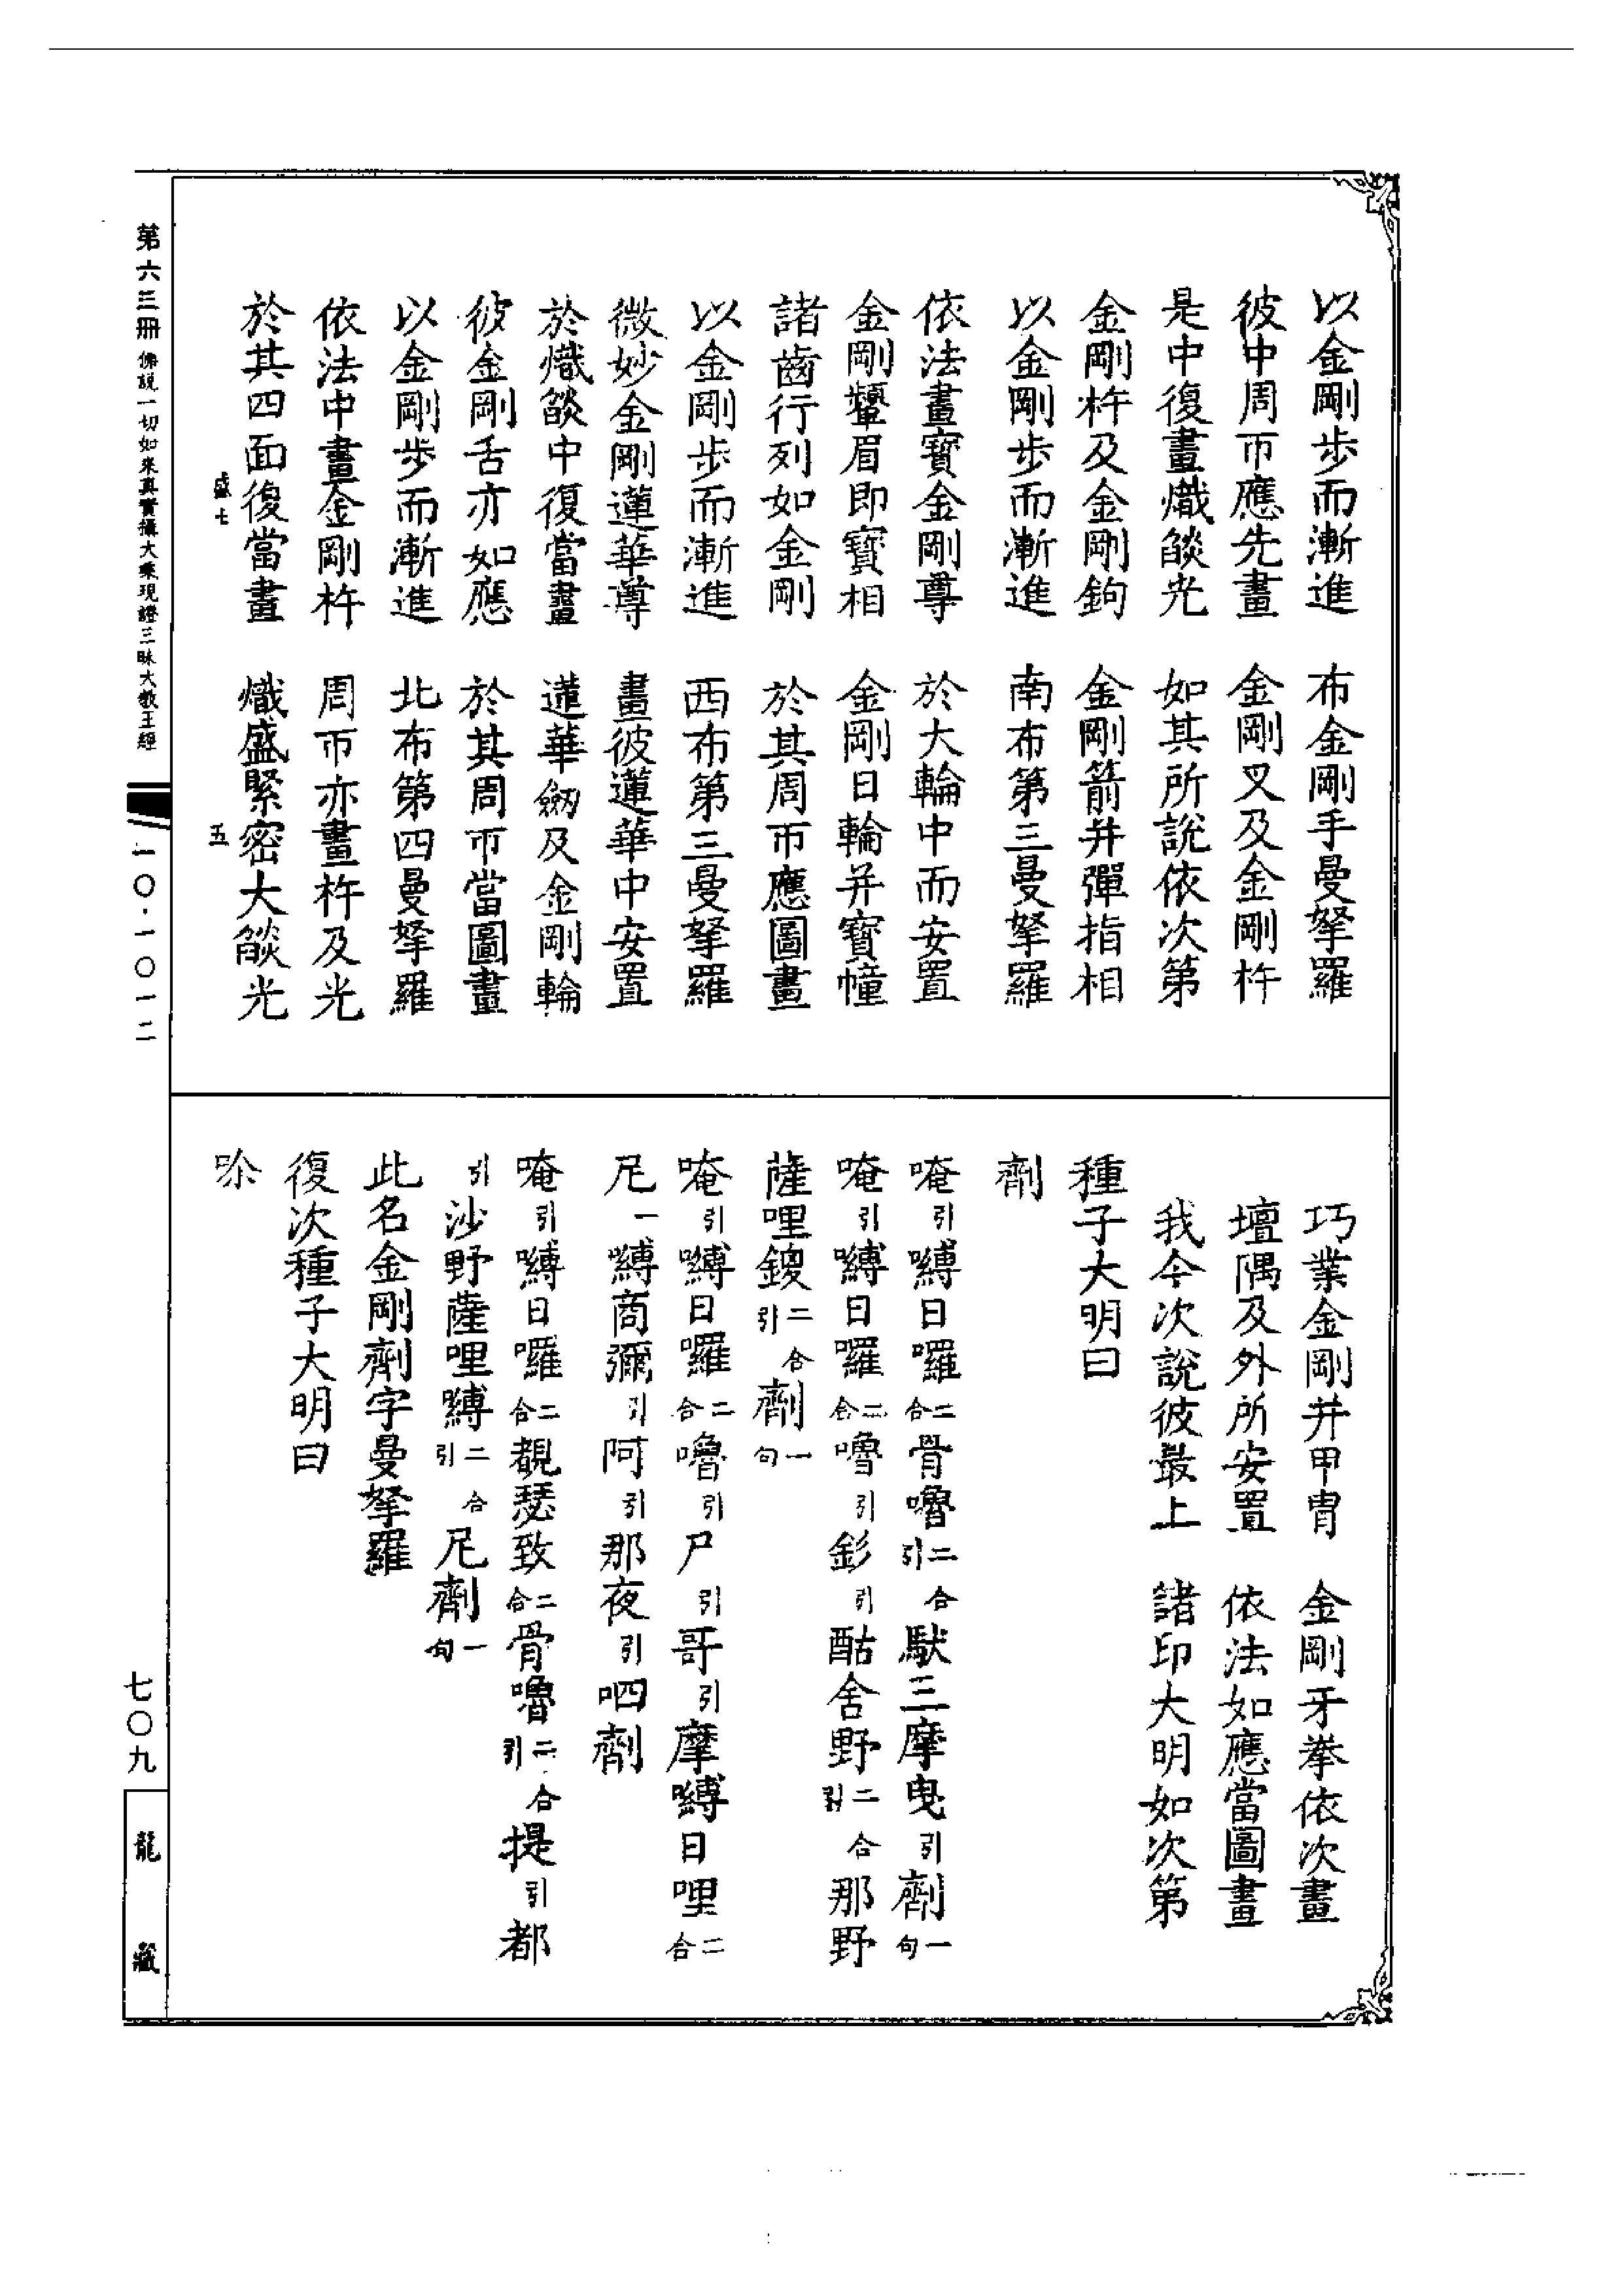 以金剛步而漸進　布金剛手曼拏羅
彼中周帀應先畫　金剛叉及金剛杵
是中復畫熾燄光　如其所說依次第
金剛杵及金剛鉤　金剛箭并彈指相
以金剛步而漸進　南布第三曼拏羅
依法畫寶金剛尊　於大輪中而安置
金剛顰眉即寶相　金剛日輪并寶幢
諸齒行列如金剛　於其周帀應圖畫
以金剛步而漸進　西布第三曼拏羅
微妙金剛蓮華尊　畫彼蓮華中安置
於熾燄中復當畫　蓮華劒及金剛輪
彼金剛舌亦如應　於其周帀當圖畫
以金剛步而漸進　北布第四曼拏羅
依法中畫金剛杵　周帀亦畫杵及光
於其四面復當畫　熾盛緊密大燄光
盛七　五
巧業金剛并甲冑　金剛牙拳依次畫
壇隅及外所安置　依法如應當圖畫
我今次說彼最上　諸印大明如次第
種子大明曰
劑
唵引嚩日囉二合骨嚕二合引馱三摩曳引劑一句
唵引嚩日囉二合嚕引釤引酤舍野二合引那野
薩哩鑁二合引劑一句
唵引嚩日囉二合嚕引尸引哥引摩嚩日哩二合
尼一嚩商彌引阿引那夜引呬劑
唵引嚩日囉二合覩瑟致二合骨嚕二合引提引都
引沙野薩哩嚩二合引尼劑一句
此名金剛劑字曼拏羅
復次種子大明曰
㖠
第六三冊　佛說一切如來真實攝大乘現證三昧大教王經　一〇·一〇一二
七〇九
龍藏